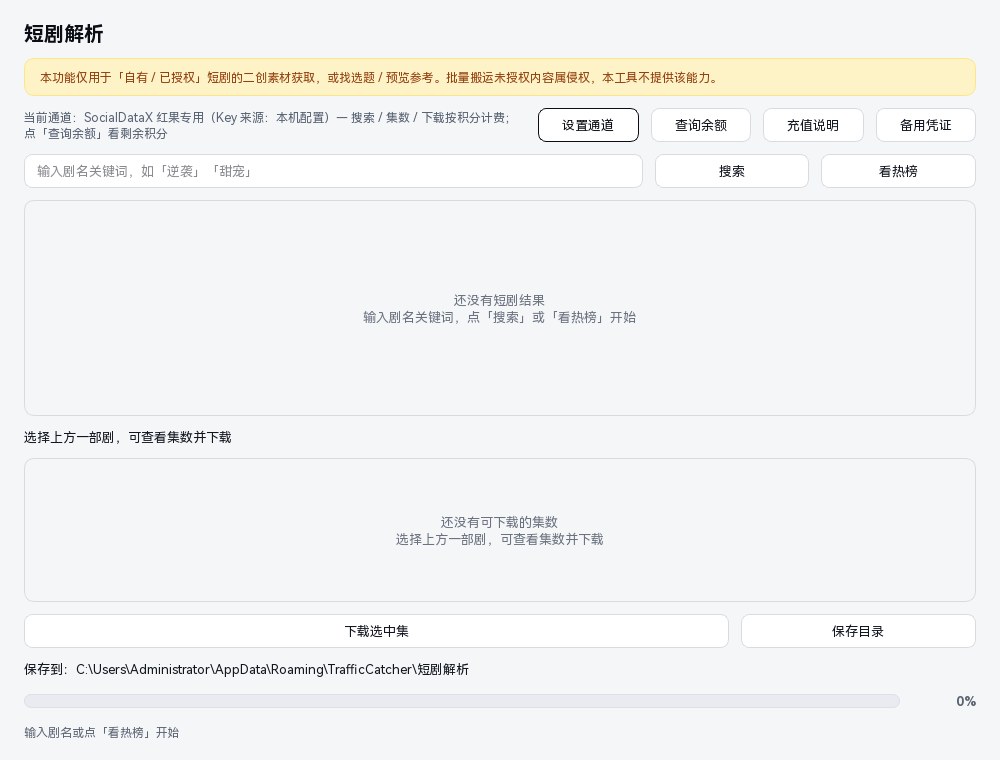 短剧解析
本功能仅用于「自有 / 已授权」短剧的二创素材获取，或找选题 / 预览参考。批量搬运未授权内容属侵权，本工具不提供该能力。
当前通道：SocialDataX 红果专用（Key 来源：本机配置）— 搜索 / 集数 / 下载按积分计费；
点「查询余额」看剩余积分
设置通道
查询余额
充值说明
备用凭证
输入剧名关键词，如「逆袭」「甜宠」
搜索
看热榜
还没有短剧结果
输入剧名关键词，点「搜索」或「看热榜」开始
选择上方一部剧，可查看集数并下载
还没有可下载的集数
选择上方一部剧，可查看集数并下载
下载选中集
保存目录
保存到：C:\Users\Administrator\AppData\Roaming\TrafficCatcher\短剧解析
0%
输入剧名或点「看热榜」开始